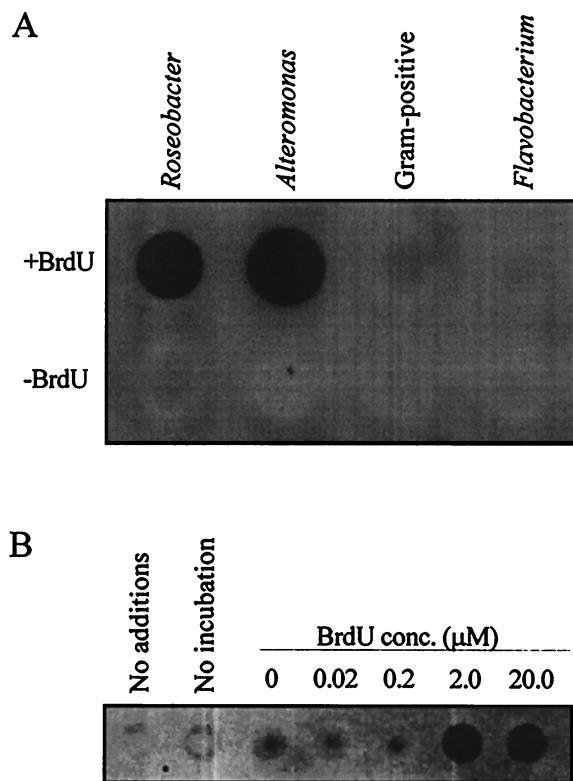 A
Roseobacter
Alteromonas
Gram-positive
Flavobacterium
+BrdU
-BrdU
B
No additions
No incubation
BrdU conc. (μM)
0 0.02 0.2 2.0 20.0